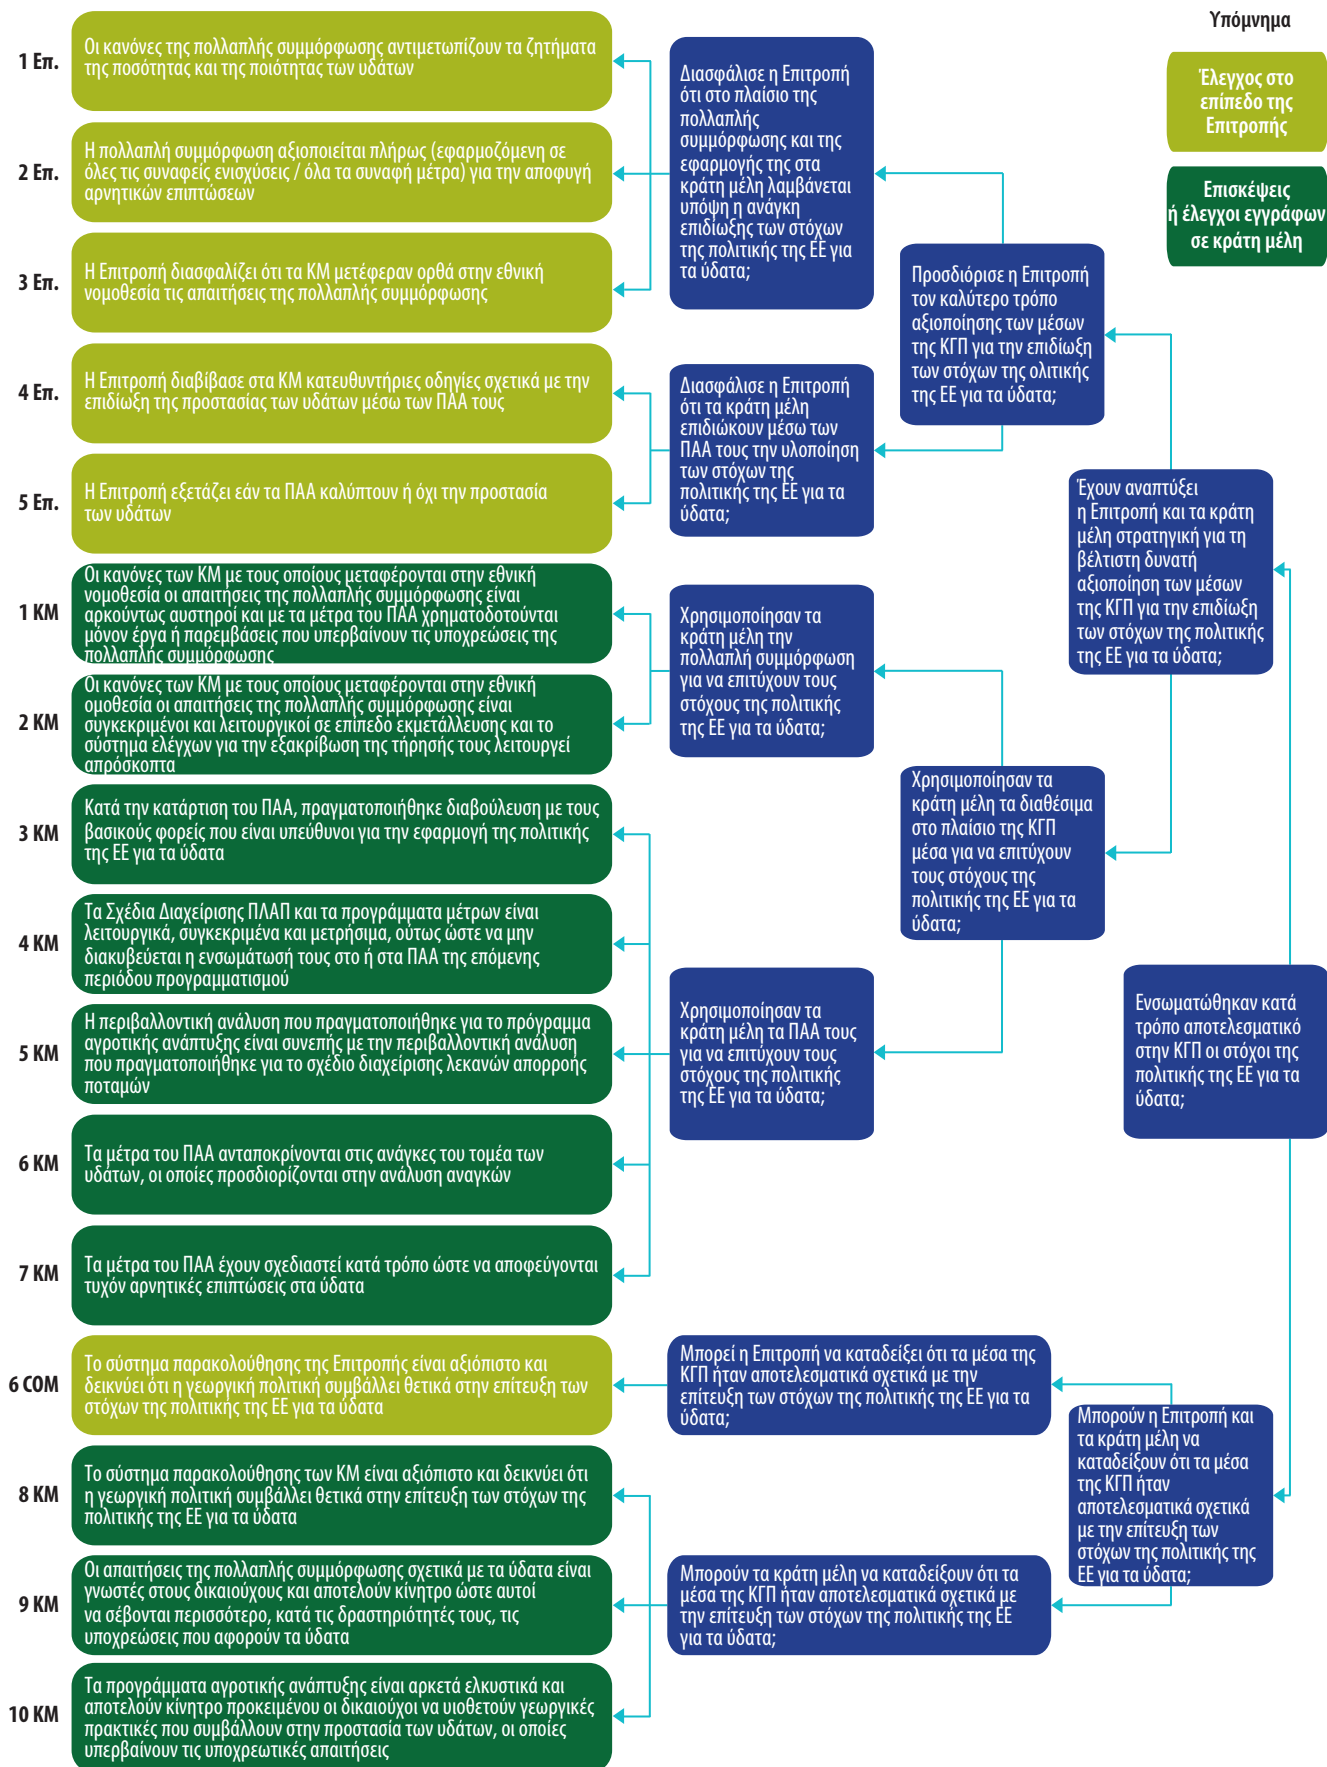 Υπόμνημα
Έλεγχος στο
επίπεδο της
Επιτροπής
Επισκέψεις
ή έλεγχοι εγγράφων
σε κράτη μέλη
1 Επ.
Οι κανόνες της πολλαπλής συμμόρφωσης αντιμετωπίζουν τα ζητήματα
της ποσότητας και της ποιότητας των υδάτων
2 Επ.
Η πολλαπλή συμμόρφωση αξιοποιείται πλήρως (εφαρμοζόμενη σε
όλες τις συναφείς ενισχύσεις / όλα τα συναφή μέτρα) για την αποφυγή
αρνητικών επιπτώσεων
3 Επ.
Η Επιτροπή διασφαλίζει ότι τα ΚΜ μετέφεραν ορθά στην εθνική
νομοθεσία τις απαιτήσεις της πολλαπλής συμμόρφωσης
4 Επ.
Η Επιτροπή διαβίβασε στα ΚΜ κατευθυντήριες οδηγίες σχετικά με την
επιδίωξη της προστασίας των υδάτων μέσω των ΠΑΑ τους
5 Επ.
Η Επιτροπή εξετάζει εάν τα ΠΑΑ καλύπτουν ή όχι την προστασία
των υδάτων
1 ΚΜ
Οι κανόνες των ΚΜ με τους οποίους μεταφέρονται στην εθνική
νομοθεσία οι απαιτήσεις της πολλαπλής συμμόρφωσης είναι
αρκούντως αυστηροί και με τα μέτρα του ΠΑΑ χρηματοδοτούνται
μόνον έργα ή παρεμβάσεις που υπερβαίνουν τις υποχρεώσεις της
πολλαπλής συμμόρφωσης
2 ΚΜ
Οι κανόνες των ΚΜ με τους οποίους μεταφέρονται στην εθνική
ομοθεσία οι απαιτήσεις της πολλαπλής συμμόρφωσης είναι
συγκεκριμένοι και λειτουργικοί σε επίπεδο εκμετάλλευσης και το
σύστημα ελέγχων για την εξακρίβωση της τήρησής τους λειτουργεί
απρόσκοπτα
3 ΚΜ
Κατά την κατάρτιση του ΠΑΑ, πραγματοποιήθηκε διαβούλευση με τους
βασικούς φορείς που είναι υπεύθυνοι για την εφαρμογή της πολιτικής
της ΕΕ για τα ύδατα
4 ΚΜ
Τα Σχέδια Διαχείρισης ΠΛΑΠ και τα προγράμματα μέτρων είναι
λειτουργικά, συγκεκριμένα και μετρήσιμα, ούτως ώστε να μην
διακυβεύεται η ενσωμάτωσή τους στο ή στα ΠΑΑ της επόμενης
περιόδου προγραμματισμού
5 ΚΜ
Η περιβαλλοντική ανάλυση που πραγματοποιήθηκε για το πρόγραμμα
αγροτικής ανάπτυξης είναι συνεπής με την περιβαλλοντική ανάλυση
που πραγματοποιήθηκε για το σχέδιο διαχείρισης λεκανών απορροής
ποταμών
6 ΚΜ
Τα μέτρα του ΠΑΑ ανταποκρίνονται στις ανάγκες του τομέα των
υδάτων, οι οποίες προσδιορίζονται στην ανάλυση αναγκών
7 ΚΜ
Τα μέτρα του ΠΑΑ έχουν σχεδιαστεί κατά τρόπο ώστε να αποφεύγονται
τυχόν αρνητικές επιπτώσεις στα ύδατα
6 COM
Το σύστημα παρακολούθησης της Επιτροπής είναι αξιόπιστο και
δεικνύει ότι η γεωργική πολιτική συμβάλλει θετικά στην επίτευξη των
στόχων της πολιτικής της ΕΕ για τα ύδατα
8 ΚΜ
Το σύστημα παρακολούθησης των ΚΜ είναι αξιόπιστο και δεικνύει ότι
η γεωργική πολιτική συμβάλλει θετικά στην επίτευξη των στόχων της
πολιτικής της ΕΕ για τα ύδατα
9 ΚΜ
Οι απαιτήσεις της πολλαπλής συμμόρφωσης σχετικά με τα ύδατα είναι
γνωστές στους δικαιούχους και αποτελούν κίνητρο ώστε αυτοί
να σέβονται περισσότερο, κατά τις δραστηριότητές τους, τις
υποχρεώσεις που αφορούν τα ύδατα
10 ΚΜ
Τα προγράμματα αγροτικής ανάπτυξης είναι αρκετά ελκυστικά και
αποτελούν κίνητρο προκειμένου οι δικαιούχοι να υιοθετούν γεωργικές
πρακτικές που συμβάλλουν στην προστασία των υδάτων, οι οποίες
υπερβαίνουν τις υποχρεωτικές απαιτήσεις
Διασφάλισε η Επιτροπή
ότι στο πλαίσιο της
πολλαπλής
συμμόρφωσης και της
εφαρμογής της στα
κράτη μέλη λαμβάνεται
υπόψη η ανάγκη
επιδίωξης των στόχων
της πολιτικής της ΕΕ για
τα ύδατα;
Διασφάλισε η Επιτροπή
ότι τα κράτη μέλη
επιδιώκουν μέσω των
ΠΑΑ τους την υλοποίηση
των στόχων της
πολιτικής της ΕΕ για τα
ύδατα;
Χρησιμοποίησαν τα
κράτη μέλη την
πολλαπλή συμμόρφωση
για να επιτύχουν τους
στόχους της πολιτικής
της ΕΕ για τα ύδατα;
Χρησιμοποίησαν τα
κράτη μέλη τα ΠΑΑ τους
για να επιτύχουν τους
στόχους της πολιτικής
της ΕΕ για τα ύδατα;
Μπορεί η Επιτροπή να καταδείξει ότι τα μέσα της
ΚΓΠ ήταν αποτελεσματικά σχετικά με την
επίτευξη των στόχων της πολιτικής της ΕΕ για τα
ύδατα;
Μπορούν τα κράτη μέλη να καταδείξουν ότι τα
μέσα της ΚΓΠ ήταν αποτελεσματικά σχετικά με
την επίτευξη των στόχων της πολιτικής της ΕΕ
για τα ύδατα;
Προσδιόρισε η Επιτροπή
τον καλύτερο τρόπο
αξιοποίησης των μέσων
της ΚΓΠ για την επιδίωξη
των στόχων της ολιτικής
της ΕΕ για τα ύδατα;
Χρησιμοποίησαν τα
κράτη μέλη τα διαθέσιμα
στο πλαίσιο της ΚΓΠ
μέσα για να επιτύχουν
τους στόχους της
πολιτικής της ΕΕ για τα
ύδατα;
Έχουν αναπτύξει
η Επιτροπή και τα κράτη
μέλη στρατηγική για τη
βέλτιστη δυνατή
αξιοποίηση των μέσων
της ΚΓΠ για την επιδίωξη
των στόχων της πολιτικής
της ΕΕ για τα ύδατα;
Μπορούν η Επιτροπή και
τα κράτη μέλη να
καταδείξουν ότι τα μέσα
της ΚΓΠ ήταν
αποτελεσματικά σχετικά
με την επίτευξη των
στόχων της πολιτικής της
ΕΕ για τα ύδατα;
Ενσωματώθηκαν κατά
τρόπο αποτελεσματικό
στην ΚΓΠ οι στόχοι της
πολιτικής της ΕΕ για τα
ύδατα;